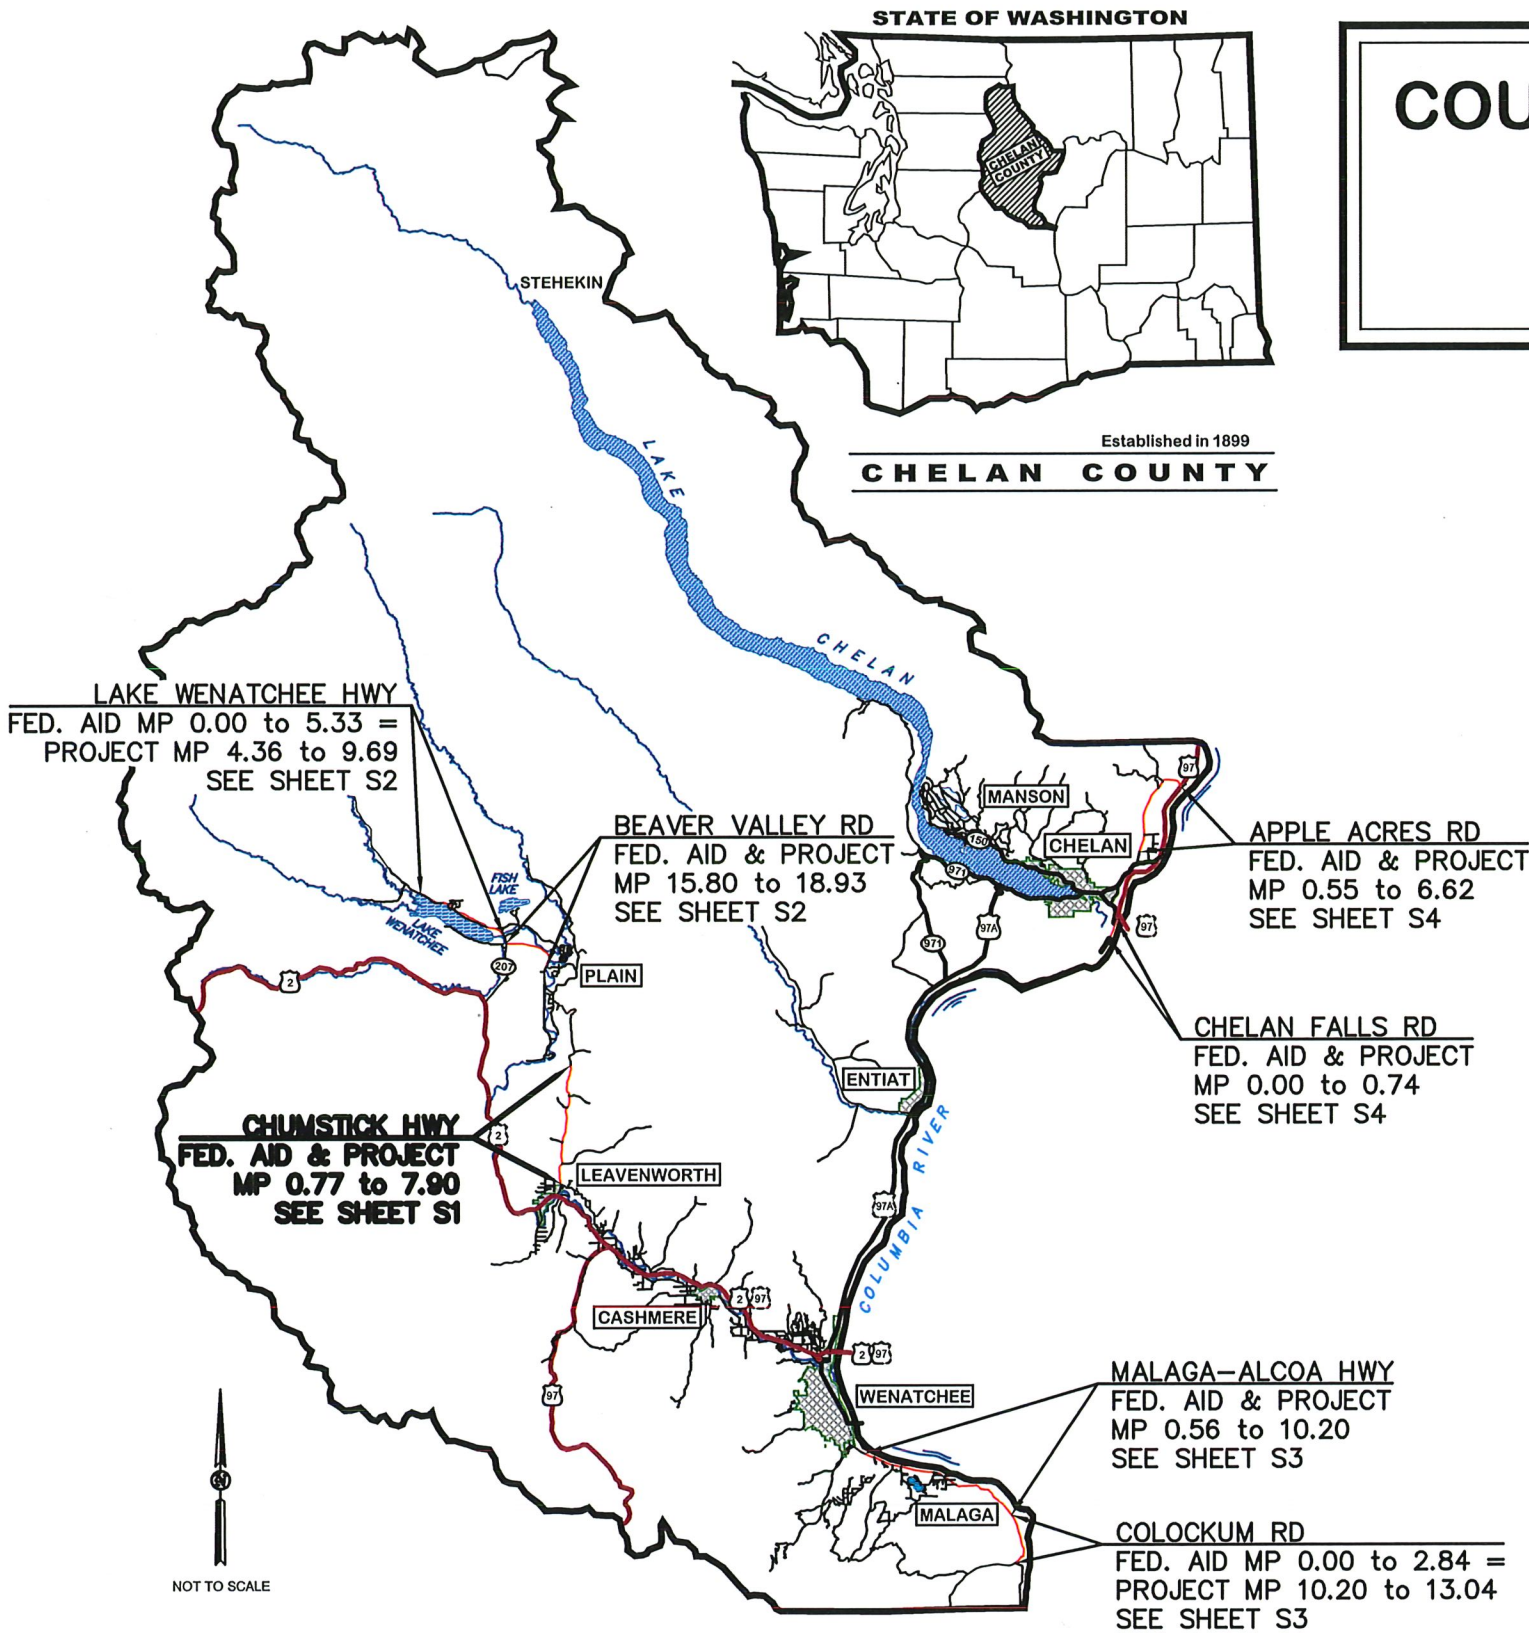 STATE OF WASHINGTON
COU
CHELAN
COUNTY
Established in 1899
CHELAN COUNTY
STEHEKIN
LAKE
CHELAN
LAKE WENATCHEE HWY
FED. AID MP 0.00 to 5.33 =
PROJECT MP 4.36 to 9.69
SEE SHEET S2
BEAVER VALLEY RD
FED. AID & PROJECT
MP 15.80 to 18.93
SEE SHEET S2
MANSON
CHELAN
97
150
971
APPLE ACRES RD
FED. AID & PROJECT
MP 0.55 to 6.62
SEE SHEET S4
FISH
LAKE
LAKE
WENATCHEE
207
2
PLAIN
971
97A
97
CHELAN FALLS RD
FED. AID & PROJECT
MP 0.00 to 0.74
SEE SHEET S4
ENTIAT
CHUMSTICK HWY
FED. AID & PROJECT
MP 0.77 to 7.90
SEE SHEET S1
2
LEAVENWORTH
97A
COLUMBIA RIVER
CASHMERE
2 97
2 97
97
WENATCHEE
MALAGA-ALCOA HWY
FED. AID & PROJECT
MP 0.56 to 10.20
SEE SHEET S3
MALAGA
COLOCKUM RD
FED. AID MP 0.00 to 2.84 =
PROJECT MP 10.20 to 13.04
SEE SHEET S3
N
NOT TO SCALE